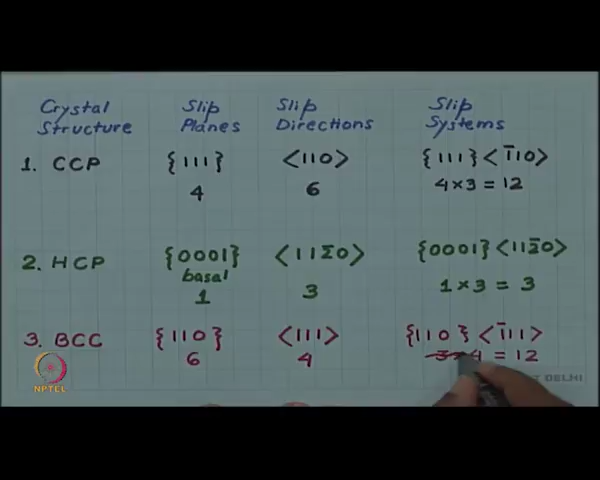 Crystal Structure
Slip Planes
Slip Directions
Slip Systems
1. CCP {111} <110> {111}<1̅10>
4 6 4×3 = 12
2. HCP {0001} <112̅0> {0001}<112̅0>
basal
1 3 1×3 = 3
3. BCC {110} <111> {110}<1̅11>
6 4 4 = 12
NPTEL
DELHI